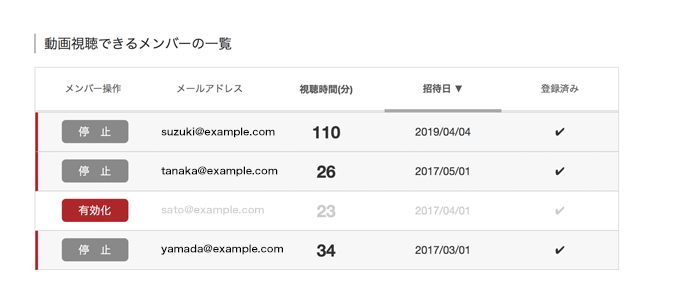 動画視聴できるメンバーの一覧
メンバー操作 メールアドレス 視聴時間(分) 招待日 ▼ 登録済み
停 止 suzuki@example.com 110 2019/04/04 ✔
停 止 tanaka@example.com 26 2017/05/01 ✔
有効化 sato@example.com 23 2017/04/01 ✔
停 止 yamada@example.com 34 2017/03/01 ✔